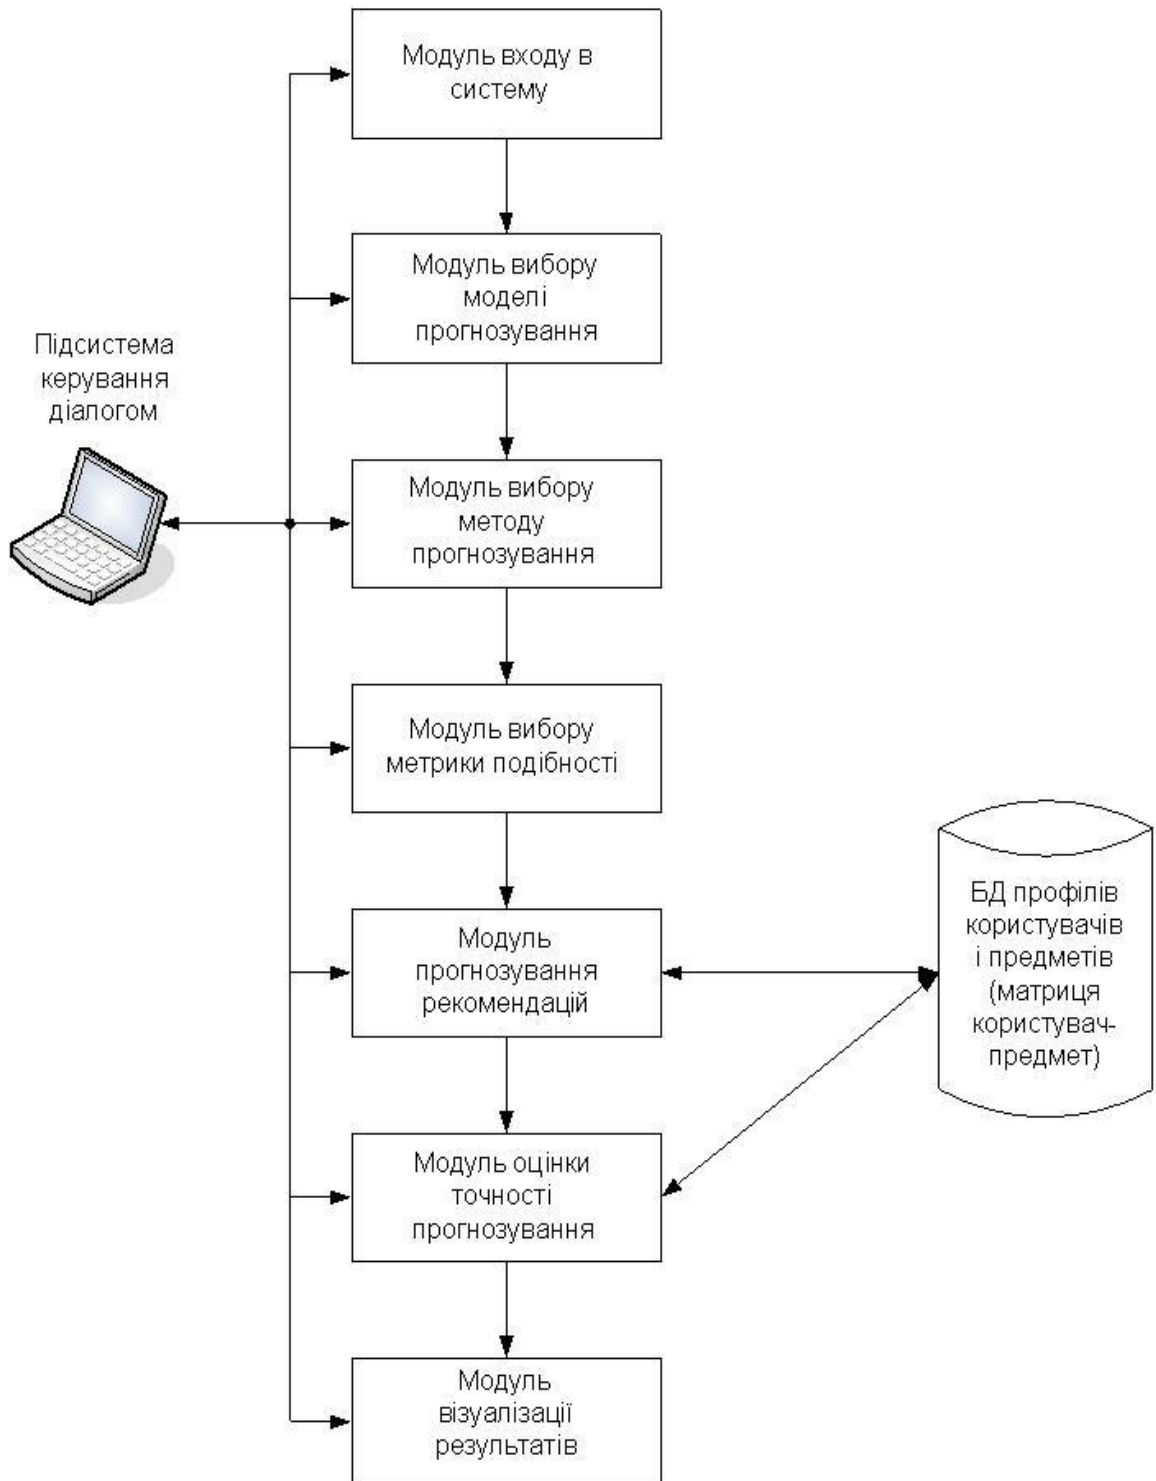 Модуль входу в
систему
Модуль вибору
моделі
прогнозування
Підсистема
керування
діалогом
Модуль вибору
методу
прогнозування
Модуль вибору
метрики подібності
Модуль
прогнозування
рекомендацій
БД профілів
користувачів
і предметів
(матриця
користувач-
предмет)
Модуль оцінки
точності
прогнозування
Модуль
візуалізації
результатів